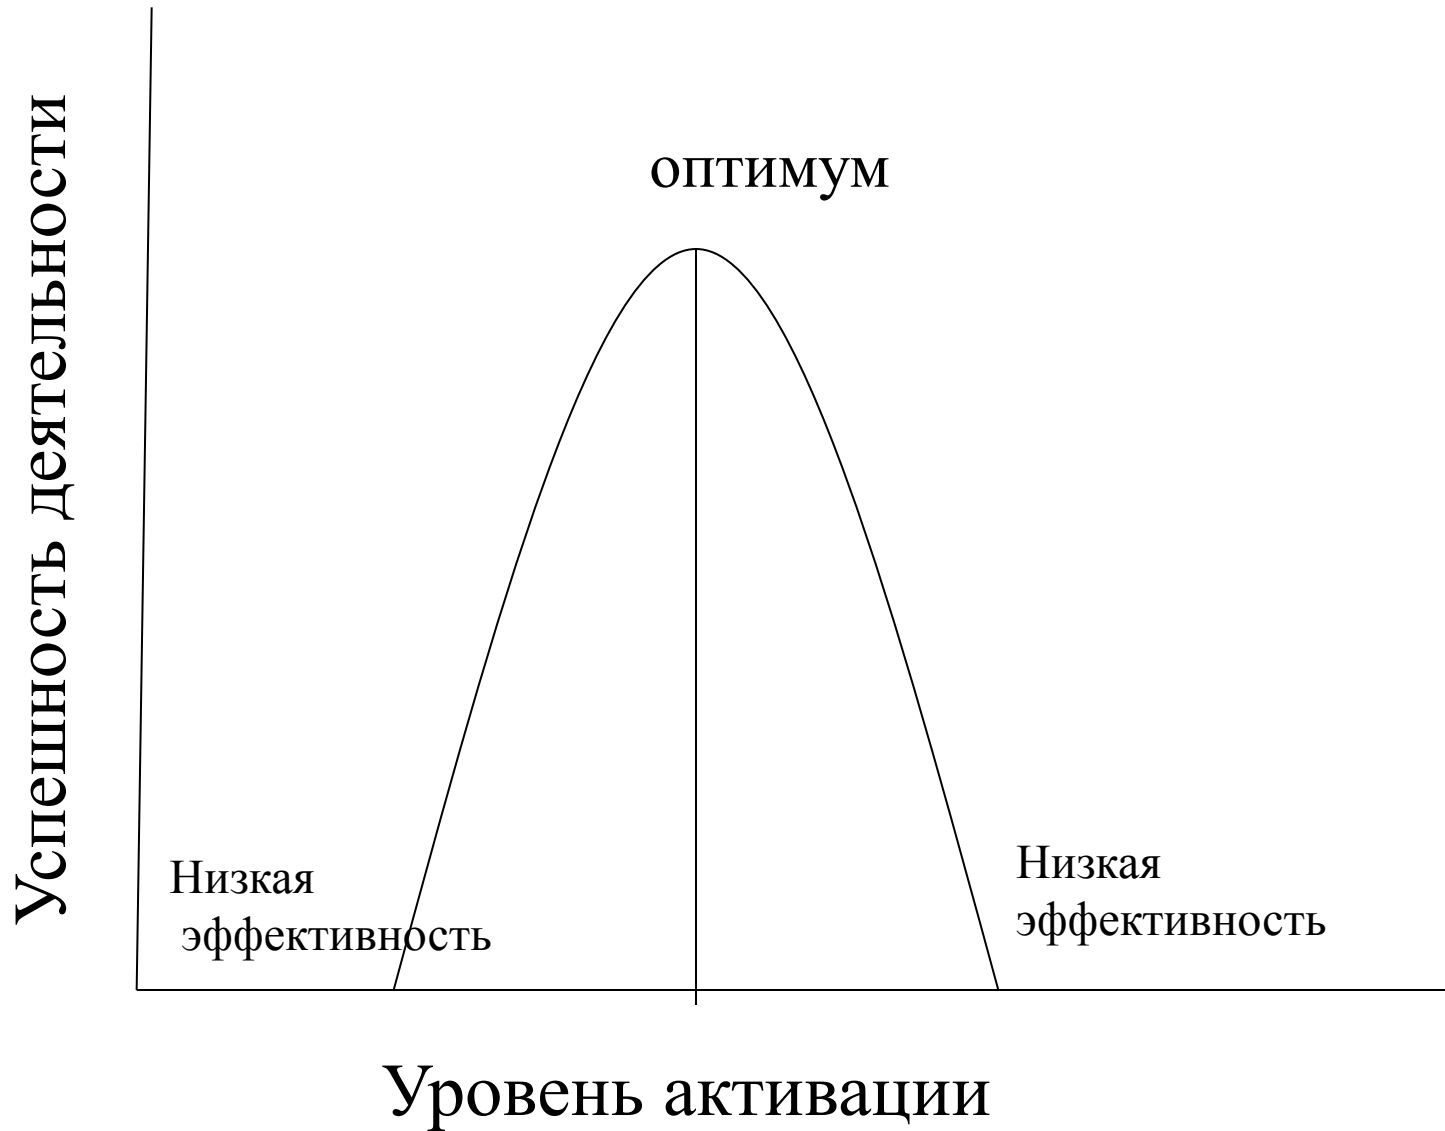 Успешность деятельности
оптимум
Низкая
эффективность
Низкая
эффективность
Уровень активации